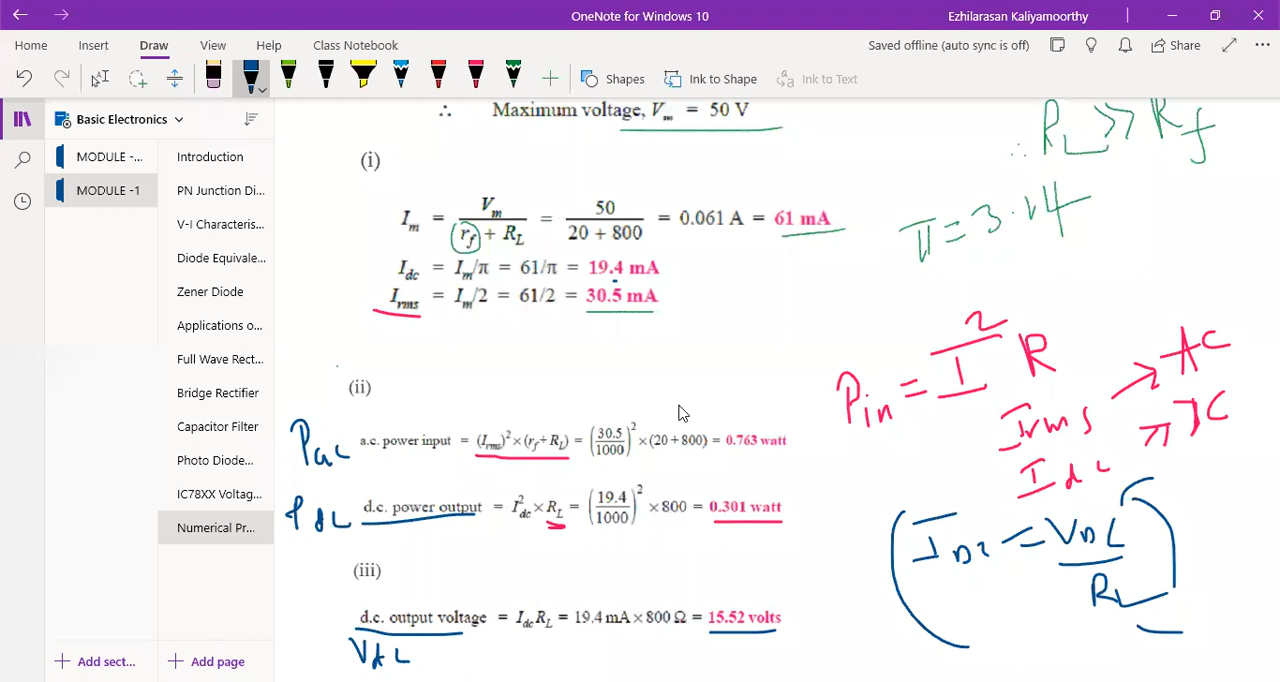 OneNote for Windows 10
Ezhilarasan Kaliyamoorthy
Home Insert Draw View Help Class Notebook
Saved offline (auto sync is off)
Share
Shapes
Ink to Shape
Ink to Text
Basic Electronics
MODULE -...
MODULE -1
Introduction
PN Junction Di...
V-I Characteris...
Diode Equivale...
Zener Diode
Applications o...
Full Wave Rect...
Bridge Rectifier
Capacitor Filter
Photo Diode...
IC78XX Voltag...
Numerical Pr...
+ Add sect...
+ Add page
∴ Maximum voltage, Vm = 50 V
RL >> Rf
∴
π = 3.14
(i)
Im = Vm / (rf + RL) = 50 / (20 + 800) = 0.061 A = 61 mA
Idc = Im/π = 61/π = 19.4 mA
Irms = Im/2 = 61/2 = 30.5 mA
Pin = I² R
Irms → AC
Idc → DC
(ii)
Pac a.c. power input = (Irms)² × (rf + RL) = (30.5/1000)² × (20 + 800) = 0.763 watt
Pdc d.c. power output = I²dc × RL = (19.4/1000)² × 800 = 0.301 watt
(IDC = VDC / RL)
(iii)
d.c. output voltage = Idc RL = 19.4 mA × 800 Ω = 15.52 volts
Vdc